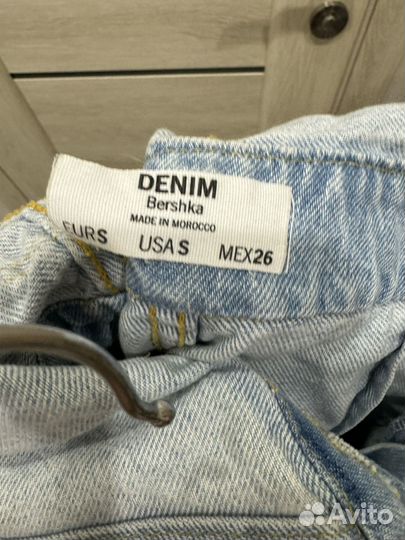 DENIM
Bershka
MADE IN MOROCCO
EUR S USA S MEX 26
Avito